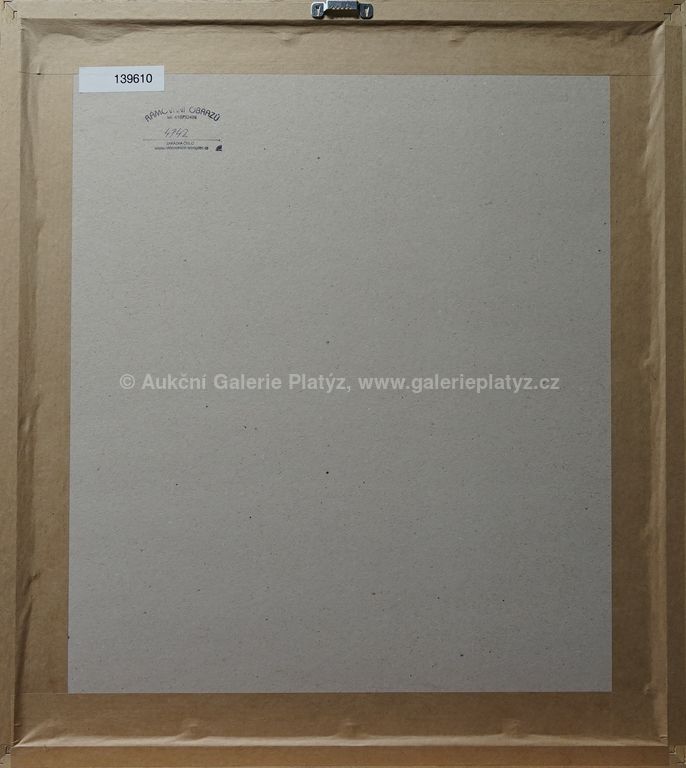 139610
RÁMOVÁNÍ OBRAZŮ
4742
ZAKÁZKA ČÍSLO
© Aukční Galerie Platýz, www.galerieplatyz.cz